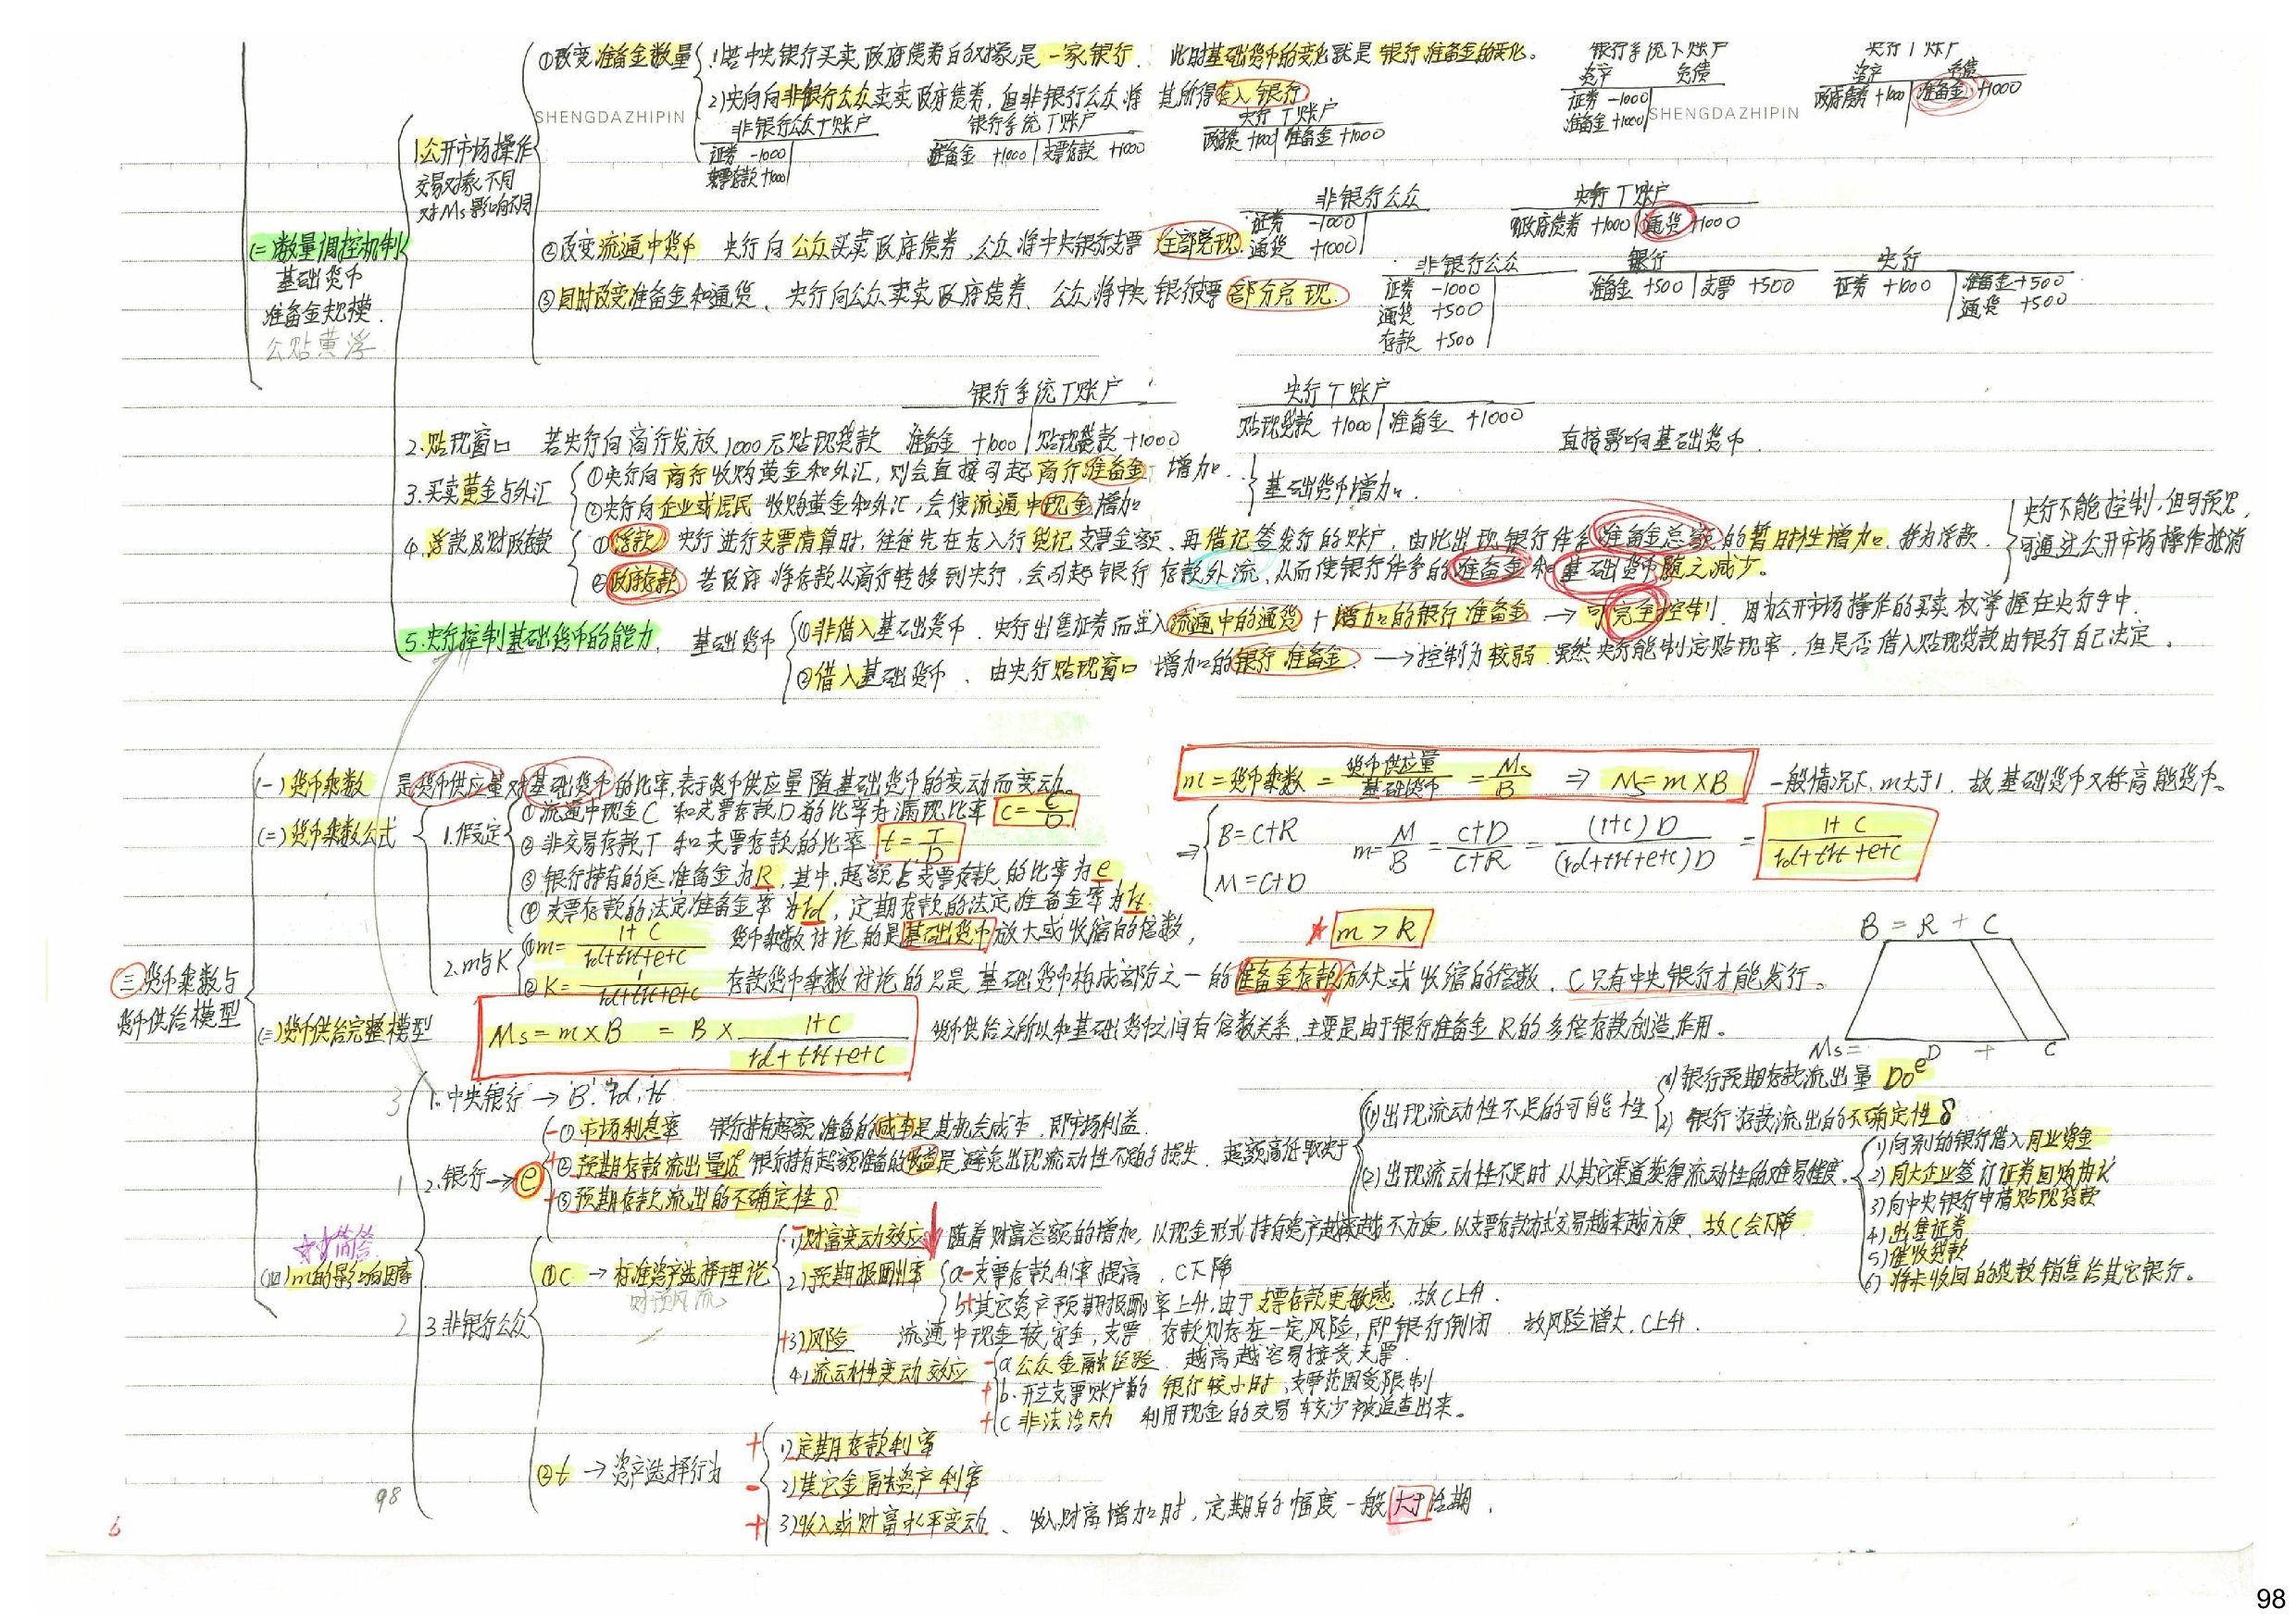 ①改变准备金数量 1)若中央银行买卖政府债券的对象是一家银行. 此时基础货币的变化就是银行准备金的变化。
银行系统T账户
资产 负债
证券 -1000
准备金 +1000
央行T账户
资产 负债
政府债券 +1000 准备金 +1000
2)央行向非银行公众买卖政府债券,但非银行公众将其所得存入银行
SHENGDAZHIPIN
SHENGDAZHIPIN
非银行公众T账户
证券 -1000
支票存款 +1000
银行系统T账户
准备金 +1000 支票存款 +1000
央行T账户
政府债 +1000 准备金 +1000
1.公开市场操作
交易对象不同
对Ms影响不同
(二)数量调控机制
基础货币
准备金规模.
公贴黄浮
②改变流通中货币 央行向公众买卖政府债券,公众将中央银行支票全部兑现.
非银行公众
证券 -1000
通货 +1000
央行T账户
政府债券 +1000 通货 +1000
③同时改变准备金和通货、央行向公众买卖政府债券、公众将中央银行支票部分兑现.
非银行公众
证券 -1000
通货 +500
存款 +500
银行
准备金 +500 支票 +500
央行
证券 +1000 准备金+500
通货 +500
银行系统T账户
央行T账户
2.贴现窗口 若央行向商行发放1000元贴现贷款 准备金 +1000 贴现贷款 +1000
贴现贷款 +1000 准备金 +1000
直接影响基础货币.
3.买卖黄金与外汇 ①央行向商行收购黄金和外汇,则会直接引起商行准备金增加.
②央行向企业或居民收购黄金和外汇,会使流通中现金增加
基础货币增加.
4.浮款及财政存款 ①浮款 央行进行支票清算时,往往先在存入行贷记支票金额、再借记签发行的账户,由此出现银行体系准备金总额的暂时性增加.称为浮款.
②政府存款 若政府将存款从商行转移到央行,会引起银行存款外流,从而使银行体系的准备金和基础货币随之减少。
央行不能控制,但可预见,
可通过公开市场操作抵消
5.央行控制基础货币的能力. 基础货币 ①非借入基础货币. 央行出售证券而注入流通中的通货+增加的银行准备金→可完全控制. 因为公开市场操作的买卖权掌握在央行手中.
②借入基础货币、由央行贴现窗口增加的银行准备金.→控制力较弱.虽然央行能制定贴现率,但是否借入贴现贷款由银行自己决定.
三.货币乘数与
货币供给模型
(一)货币乘数 是货币供应量对基础货币的比率,表示货币供应量随基础货币的变动而变动。
m=货币乘数=货币供应量/基础货币=Ms/B ⇒ Ms=m×B 一般情况下,m大于1.故基础货币又称高能货币。
(二)货币乘数公式 1.假定 ①流通中现金C和支票存款D的比率为漏现比率 c=C/D
②非交易存款T和支票存款的比率 t=T/D
③银行持有的总准备金为R,其中,超额占支票存款的比率为e
④支票存款的法定准备金率为rd,定期存款的法定准备金率为rt.
⇒ B=C+R
M=C+D
m=M/B=(C+D)/(C+R)=(1+c)D/(rd+t·rt+e+c)D=(1+c)/(rd+t·rt+e+c)
2.m与K ①m=(1+c)/(rd+t·rt+e+c) 货币乘数讨论的是基础货币放大或收缩的倍数,
★ m>R
②K=1/(rd+t·rt+e+c) 存款货币乘数讨论的只是基础货币构成部分之一的准备金存款放大或收缩的倍数.C只有中央银行才能发行。
B=R+C
Ms= D + C
(三)货币供给完整模型 Ms=m×B =B×(1+c)/(rd+t·rt+e+c) 货币供给之所以和基础货币之间有倍数关系,主要是由于银行准备金R的多倍存款创造作用。
☆☆简答
(四)m的影响因素
3 1.中央银行→B.rd.rt
1 2.银行→e
-①市场利息率 银行持有超额准备的成本是其机会成本,即市场利益.
+②预期存款流出量 银行持有超额准备的收益是避免出现流动性不足的损失. 超额高低取决于
+③预期存款流出的不确定性δ
(1)出现流动性不足的可能性 1)银行预期存款流出量 Doᵉ
2)银行存款流出的不确定性δ
(2)出现流动性不足时从其它渠道获得流动性的难易程度.
1)向别的银行借入同业资金
2)同大企业签订证券回购协议
3)向中央银行申请贴现贷款
4)出售证券
5)催收贷款
6)将未收回的贷款销售给其它银行。
2 3.非银行公众
①C→标准资产选择理论
财预风流
-1)财富变动效应↓ 随着财富总额的增加,以现金形式持有资产越来越不方便,以支票存款方式交易越来越方便.故C会下降
2)预期报酬率 a-支票存款利率提高,C下降
b+其它资产预期报酬率上升,由于支票存款更敏感.故C上升.
+3)风险 流通中现金较安全,支票存款则存在一定风险,即银行倒闭 故风险增大,C上升.
4)流动性变动效应 -a公众金融经验.越高越容易接受支票.
+b.开立支票账户的银行较小时,支票范围受限制
+c非法活动 利用现金的交易较少被追查出来。
②t→资产选择行为
+1)定期存款利率
-2)其它金融资产利率
+3)收入或财富水平变动、收入财富增加时,定期的幅度一般大于活期.
98
6
98